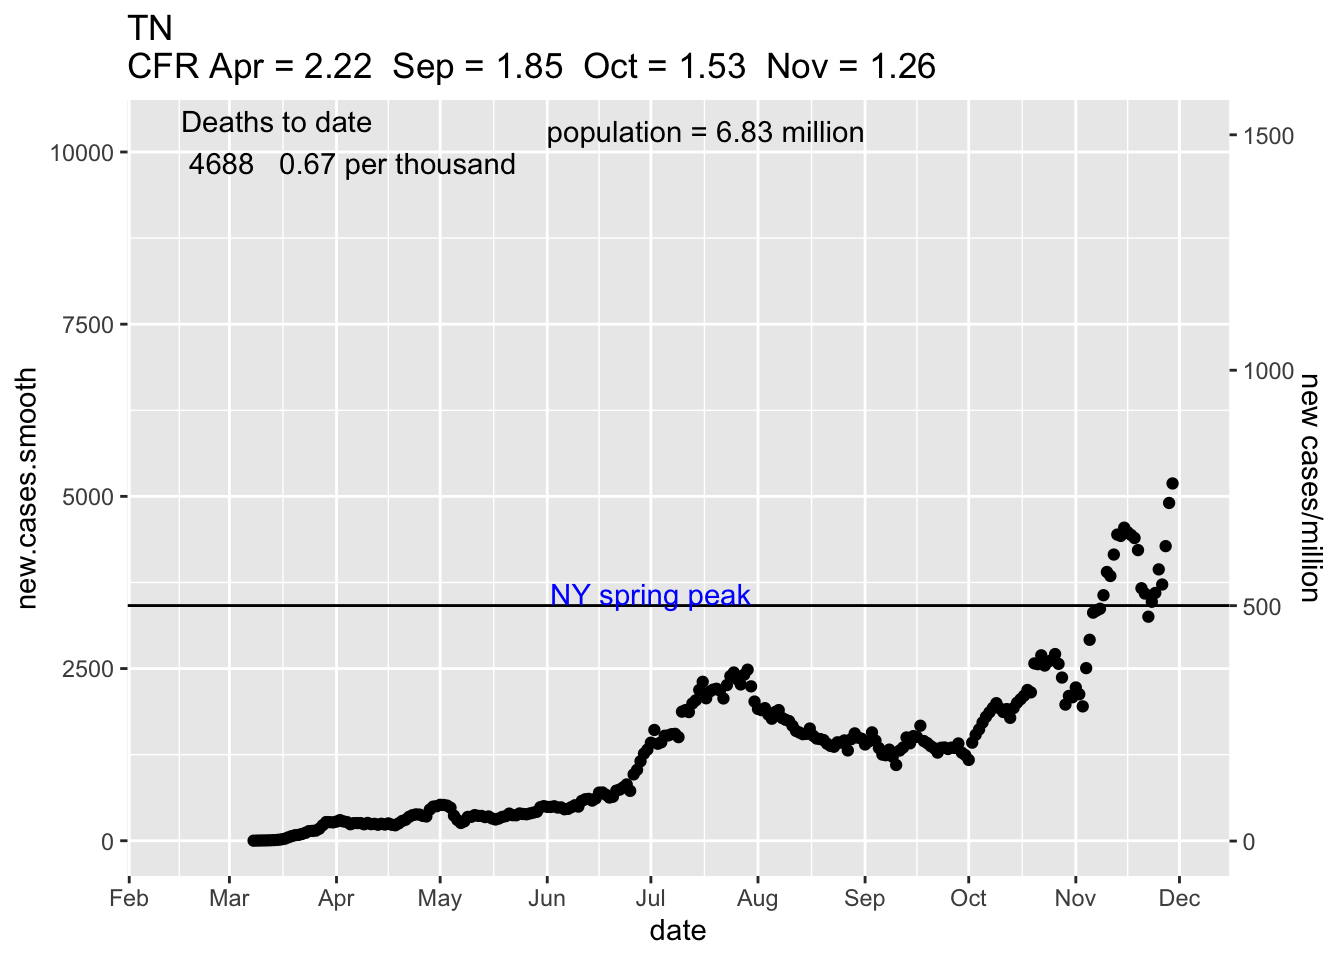 TN
CFR Apr = 2.22  Sep = 1.85  Oct = 1.53  Nov = 1.26
Deaths to date
population = 6.83 million
4688   0.67 per thousand
NY spring peak
10000
7500
5000
2500
0
new.cases.smooth
1500
1000
500
0
new cases/million
Feb Mar Apr May Jun Jul Aug Sep Oct Nov Dec
date